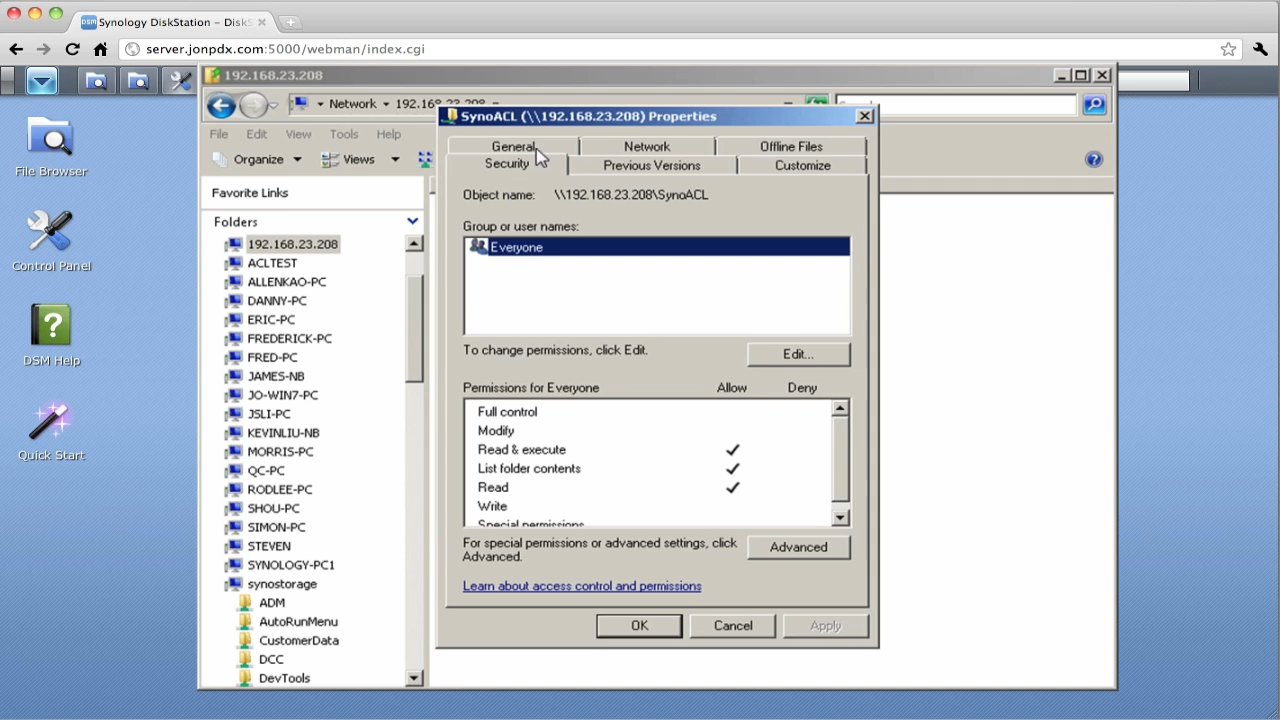 Synology DiskStation – Disk
server.jonpdx.com:5000/webman/index.cgi
192.168.23.208
Network
192.168.23.208
File Edit View Tools Help
Organize Views
Favorite Links
Folders
192.168.23.208
ACLTEST
ALLENKAO-PC
DANNY-PC
ERIC-PC
FREDERICK-PC
FRED-PC
JAMES-NB
JO-WIN7-PC
JSLI-PC
KEVINLIU-NB
MORRIS-PC
QC-PC
RODLEE-PC
SHOU-PC
SIMON-PC
STEVEN
SYNOLOGY-PC1
synostorage
ADM
AutoRunMenu
CustomerData
DCC
DevTools
File Browser
Control Panel
DSM Help
Quick Start
SynoACL (\\192.168.23.208) Properties
General Network Offline Files
Security Previous Versions Customize
Object name: \\192.168.23.208\SynoACL
Group or user names:
Everyone
To change permissions, click Edit.
Edit...
Permissions for Everyone Allow Deny
Full control
Modify
Read & execute
List folder contents
Read
Write
Special permissions
For special permissions or advanced settings, click
Advanced.
Advanced
Learn about access control and permissions
OK Cancel Apply